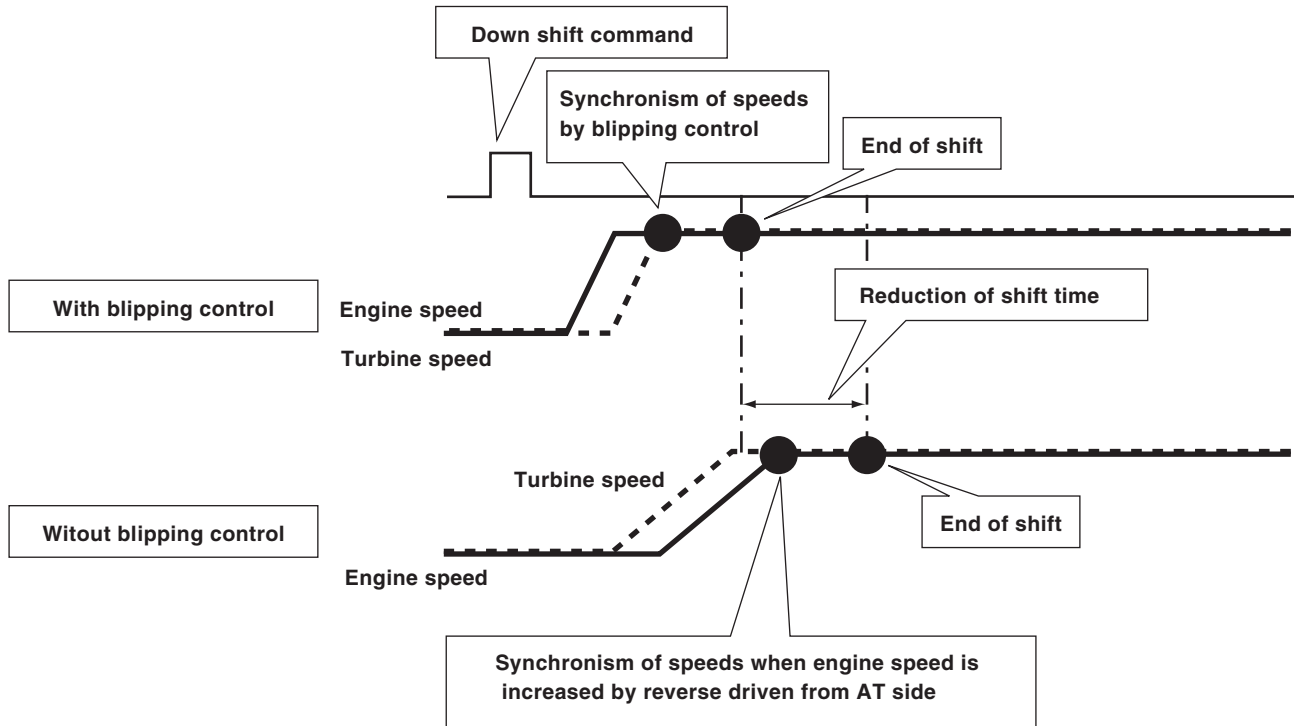 Down shift command
Synchronism of speeds
by blipping control
End of shift
With blipping control
Engine speed
Turbine speed
Reduction of shift time
Turbine speed
Witout blipping control
Engine speed
End of shift
Synchronism of speeds when engine speed is
increased by reverse driven from AT side